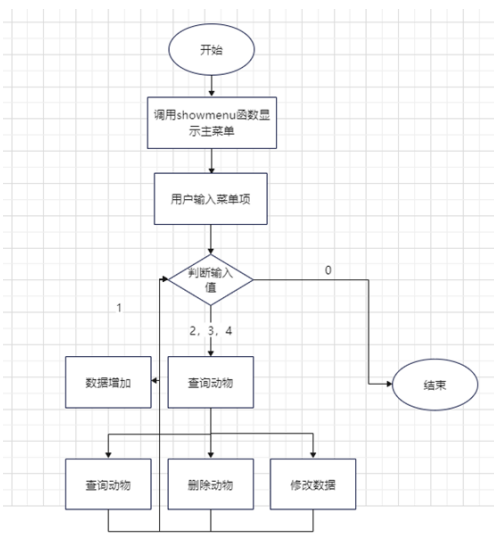 开始
调用showmenu函数显
示主菜单
用户输入菜单项
判断输入
值
0
1
2，3，4
数据增加
查询动物
结束
查询动物
删除动物
修改数据